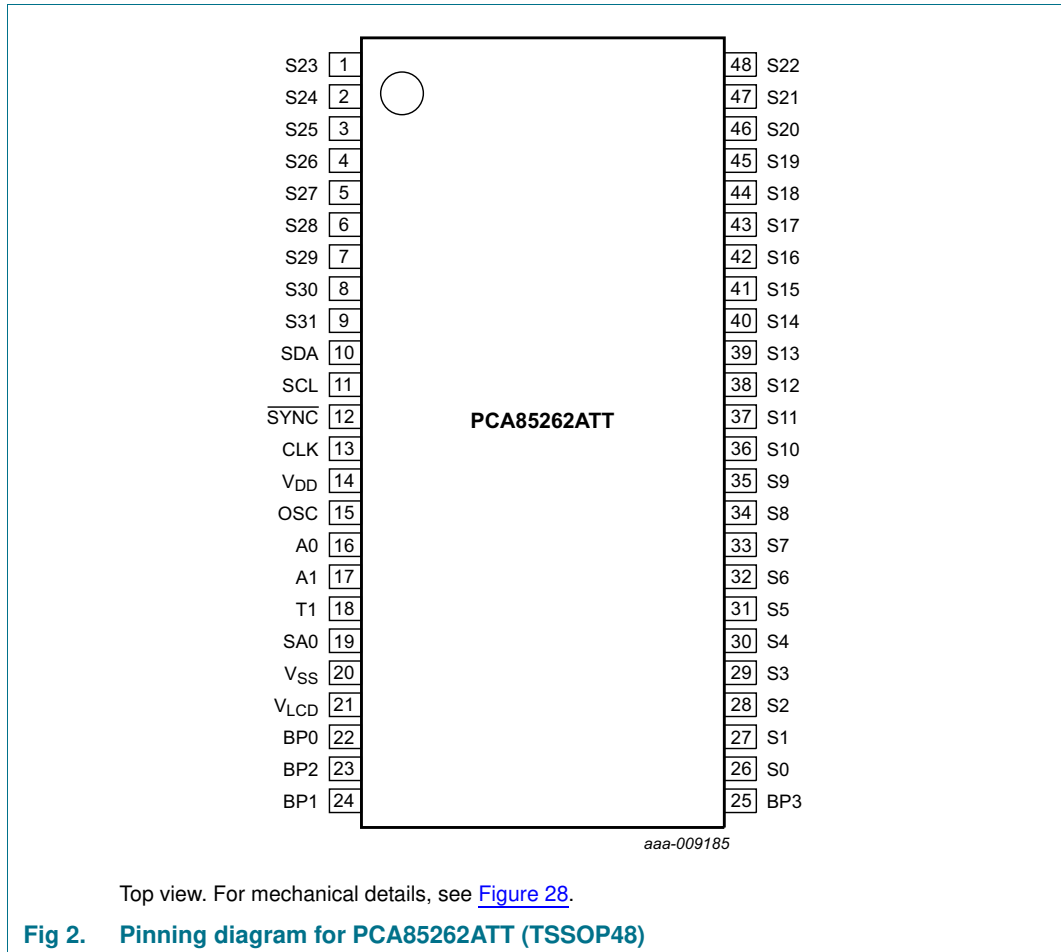 S23 1 48 S22
S24 2 47 S21
S25 3 46 S20
S26 4 45 S19
S27 5 44 S18
S28 6 43 S17
S29 7 42 S16
S30 8 41 S15
S31 9 40 S14
SDA 10 39 S13
SCL 11 38 S12
SYNC 12 PCA85262ATT 37 S11
CLK 13 36 S10
VDD 14 35 S9
OSC 15 34 S8
A0 16 33 S7
A1 17 32 S6
T1 18 31 S5
SA0 19 30 S4
VSS 20 29 S3
VLCD 21 28 S2
BP0 22 27 S1
BP2 23 26 S0
BP1 24 25 BP3
aaa-009185
Top view. For mechanical details, see Figure 28.
Fig 2. Pinning diagram for PCA85262ATT (TSSOP48)